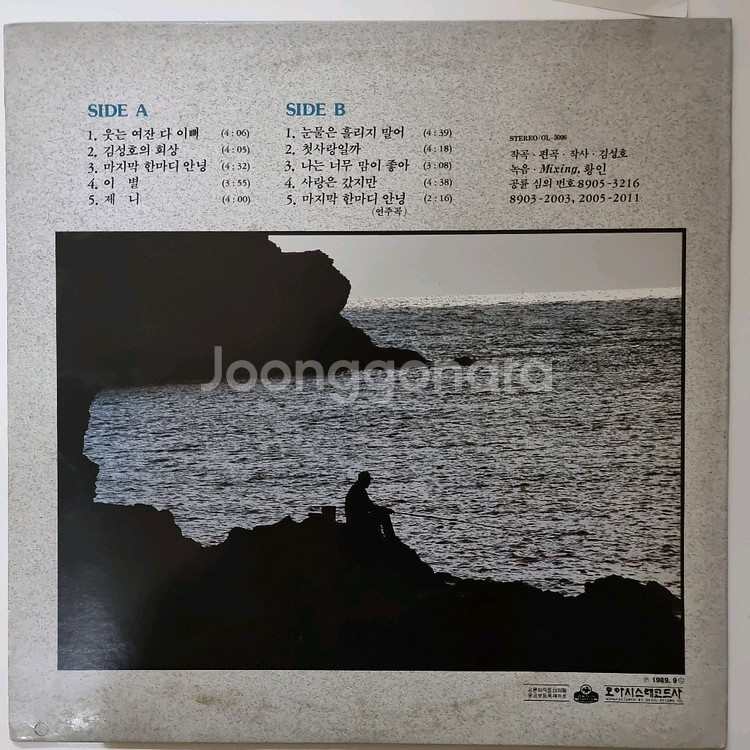 SIDE A
1. 웃는 여잔 다 이뻐 (4:06)
2. 김성호의 회상 (4:05)
3. 마지막 한마디 안녕 (4:32)
4. 이 별 (3:55)
5. 제 니 (4:00)
SIDE B
1. 눈물은 흘리지 말어 (4:39)
2. 첫사랑일까 (4:18)
3. 나는 너무 맘이 좋아 (3:08)
4. 사랑은 갔지만 (4:38)
5. 마지막 한마디 안녕 (2:16)
(연주곡)
STEREO/OL-3006
작곡·편곡·작사·김성호
녹음·Mixing, 황인
공륜 심의 번호 8905-3216
8903-2003, 2005-2011
Joonggonara
℗ 1989. 9 ©
오아시스레코드사